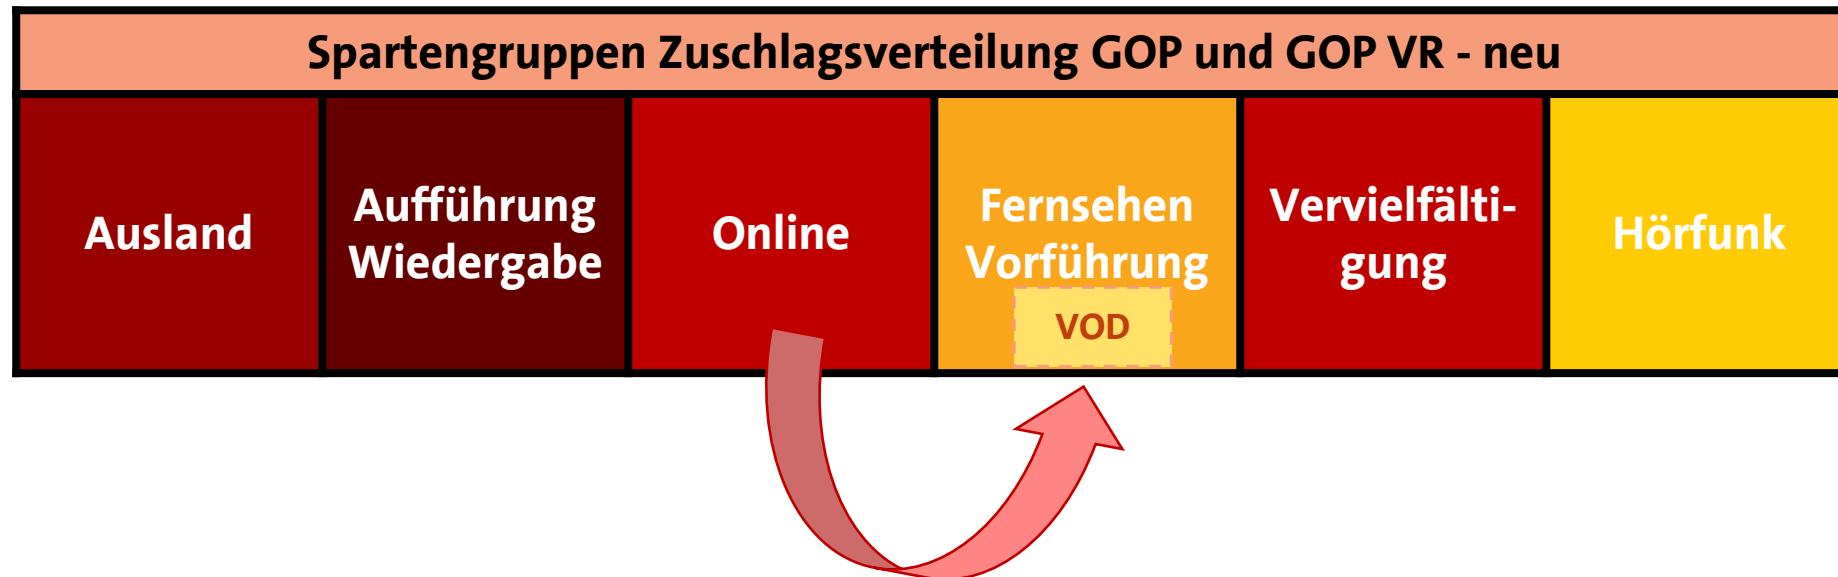 Spartengruppen Zuschlagsverteilung GOP und GOP VR - neu
Ausland
Aufführung
Wiedergabe
Online
Fernsehen
Vorführung
VOD
Vervielfälti-
gung
Hörfunk